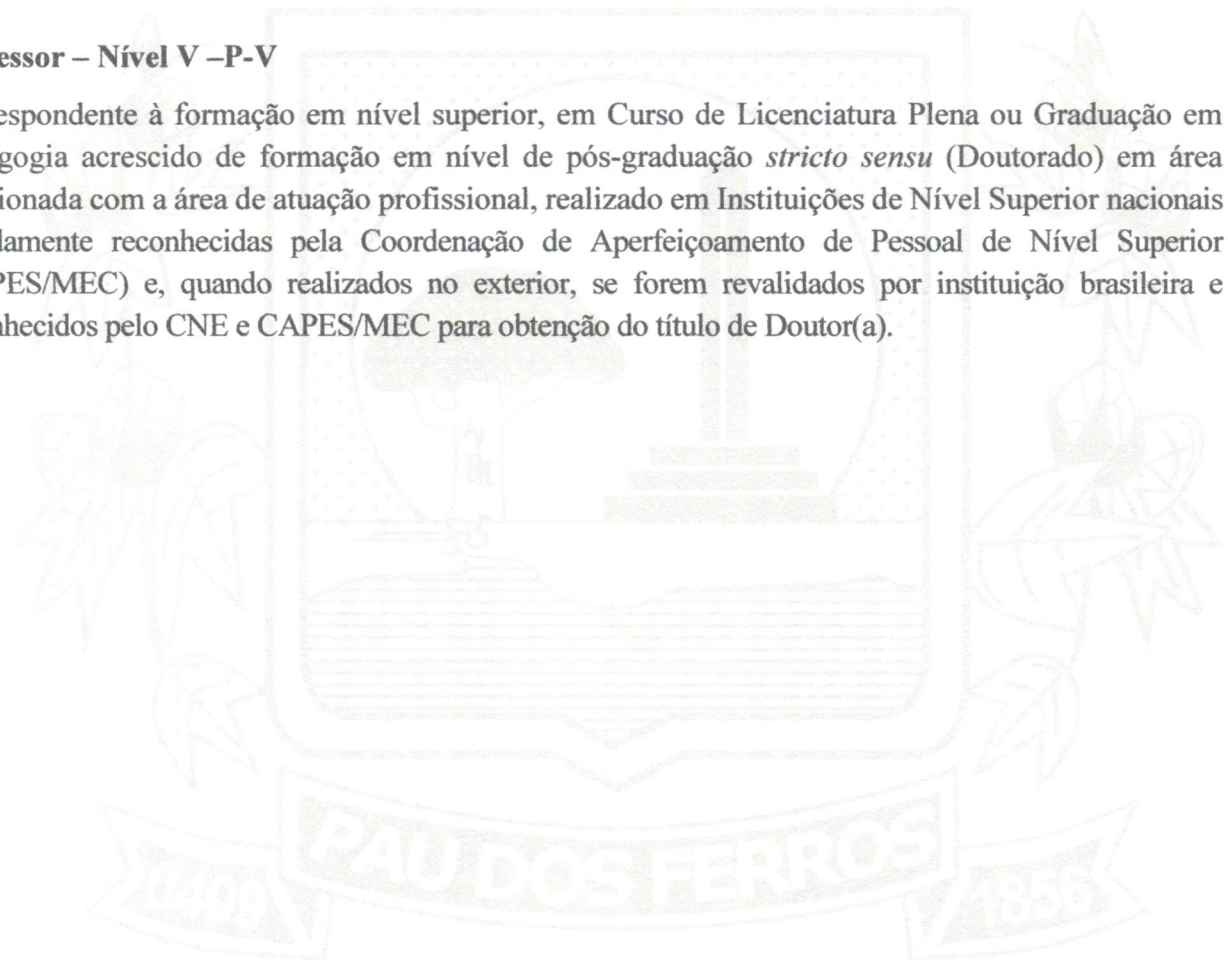 essor – Nível V –P-V
espondente à formação em nível superior, em Curso de Licenciatura Plena ou Graduação em
gogia acrescido de formação em nível de pós-graduação stricto sensu (Doutorado) em área
ionada com a área de atuação profissional, realizado em Instituições de Nível Superior nacionais
lamente reconhecidas pela Coordenação de Aperfeiçoamento de Pessoal de Nível Superior
PES/MEC) e, quando realizados no exterior, se forem revalidados por instituição brasileira e
nhecidos pelo CNE e CAPES/MEC para obtenção do título de Doutor(a).
PAU DOS FERROS
0409
1856